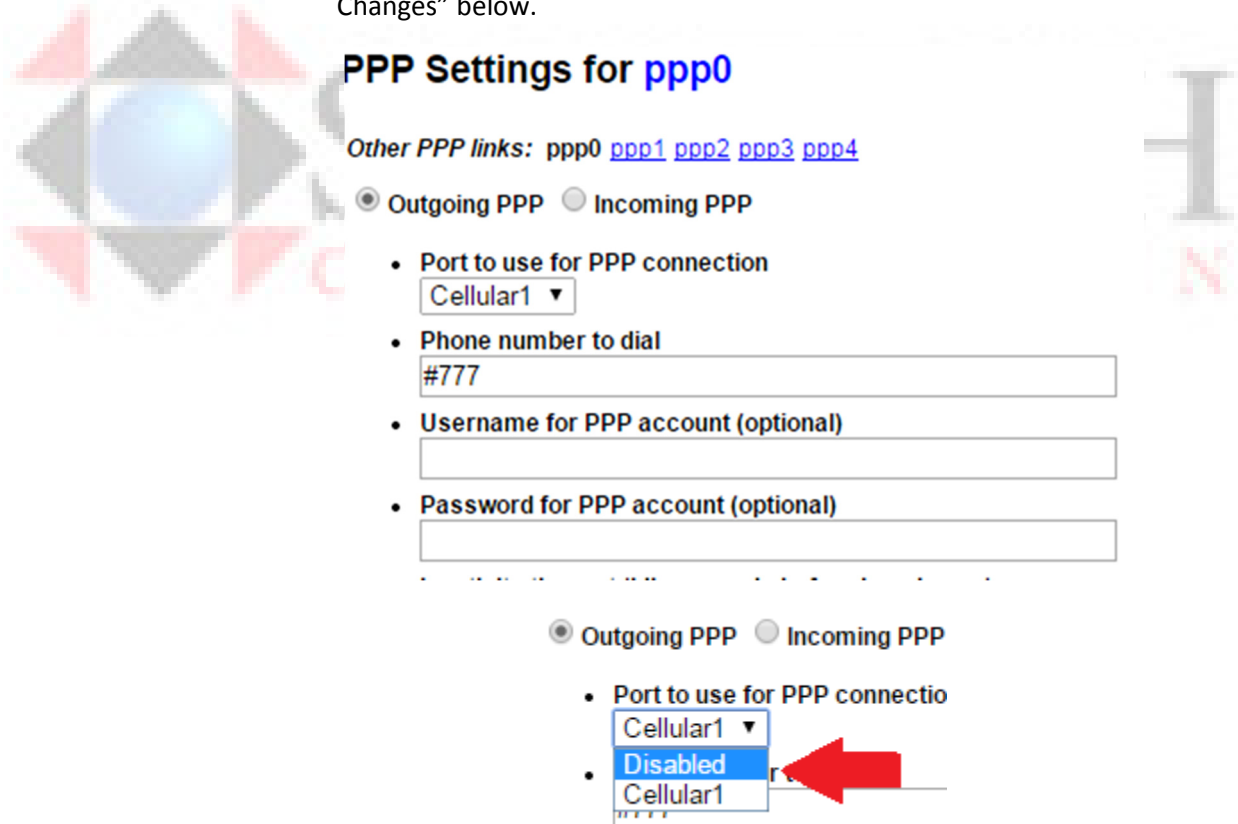 Changes” below.
PPP Settings for ppp0
Other PPP links: ppp0 ppp1 ppp2 ppp3 ppp4
Outgoing PPP Incoming PPP
• Port to use for PPP connection
Cellular1 ▼
• Phone number to dial
#777
• Username for PPP account (optional)
• Password for PPP account (optional)
Outgoing PPP Incoming PPP
• Port to use for PPP connectio
Cellular1 ▼
Disabled
Cellular1
#777